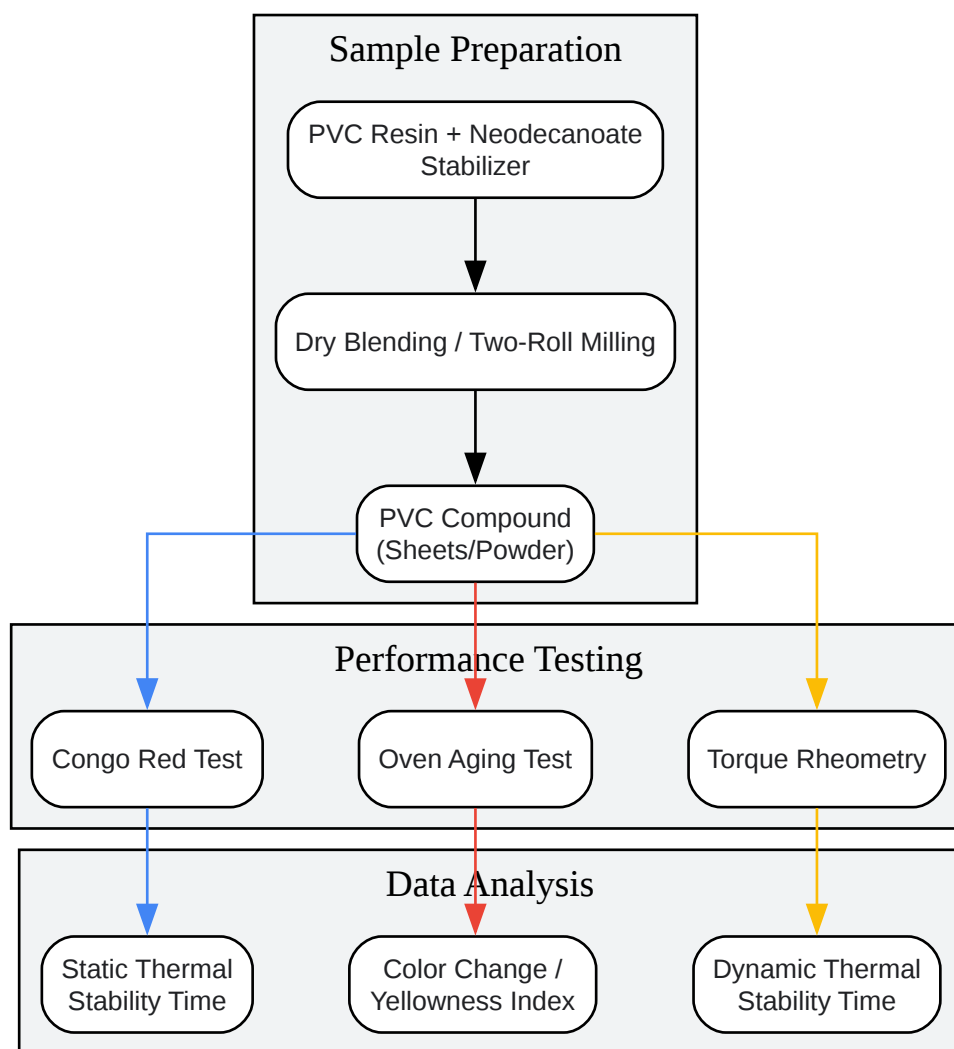 Sample Preparation
PVC Resin + Neodecanoate
Stabilizer
Dry Blending / Two-Roll Milling
PVC Compound
(Sheets/Powder)
Performance Testing
Congo Red Test
Oven Aging Test
Torque Rheometry
Data Analysis
Static Thermal
Stability Time
Color Change /
Yellowness Index
Dynamic Thermal
Stability Time